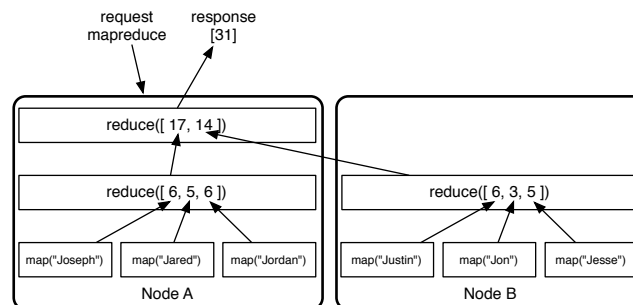 request
mapreduce
response
[31]
reduce([ 17, 14 ])
reduce([ 6, 5, 6 ])
reduce([ 6, 3, 5 ])
map("Joseph")
map("Jared")
map("Jordan")
map("Justin")
map("Jon")
map("Jesse")
Node A
Node B